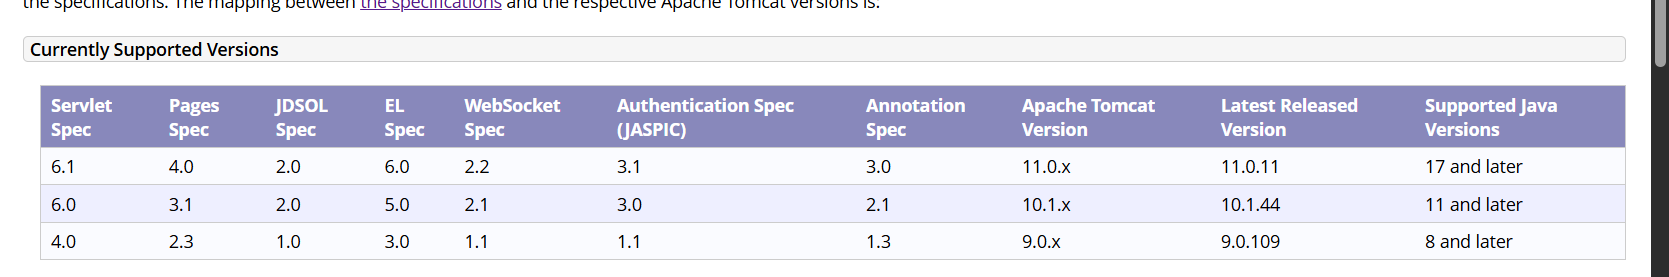 the specifications. The mapping between the specifications and the respective Apache Tomcat versions is:
Currently Supported Versions
Servlet Spec Pages Spec JDSOL Spec EL Spec WebSocket Spec Authentication Spec (JASPIC) Annotation Spec Apache Tomcat Version Latest Released Version Supported Java Versions
6.1 4.0 2.0 6.0 2.2 3.1 3.0 11.0.x 11.0.11 17 and later
6.0 3.1 2.0 5.0 2.1 3.0 2.1 10.1.x 10.1.44 11 and later
4.0 2.3 1.0 3.0 1.1 1.1 1.3 9.0.x 9.0.109 8 and later